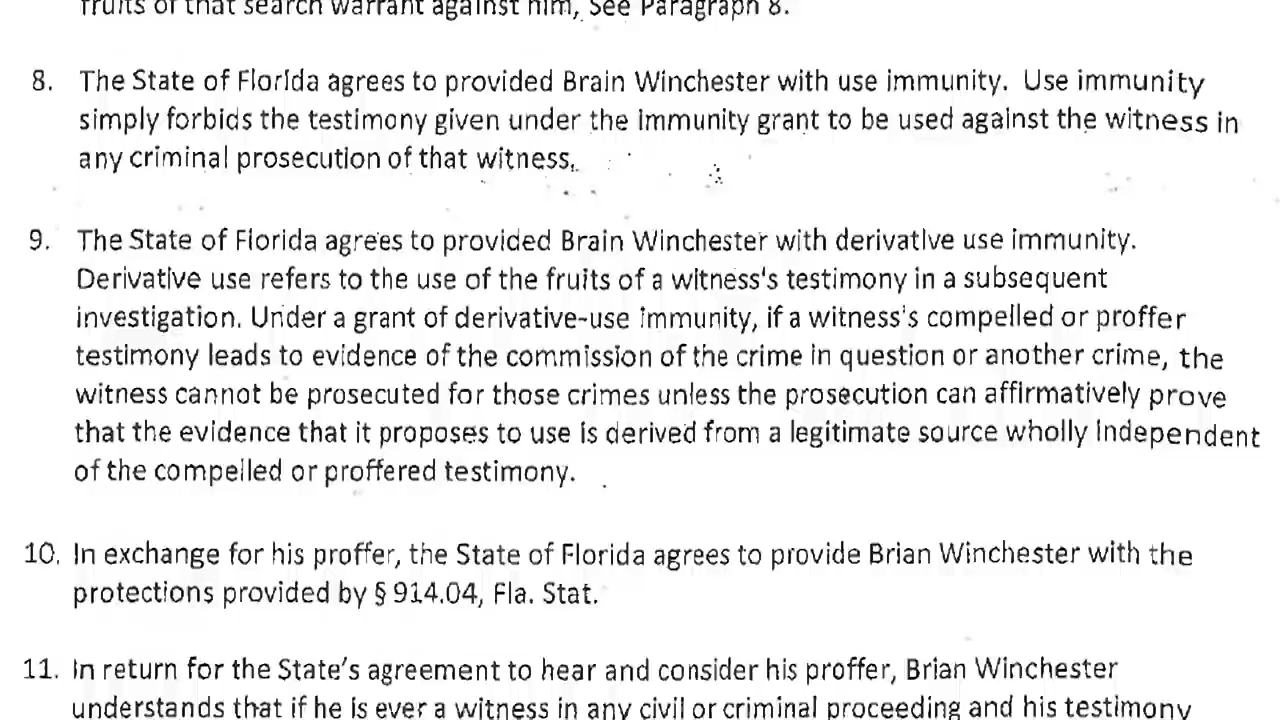 fruits of that search warrant against him, See Paragraph 8.
8. The State of Florida agrees to provided Brain Winchester with use immunity. Use immunity
simply forbids the testimony given under the immunity grant to be used against the witness in
any criminal prosecution of that witness.
9. The State of Florida agrees to provided Brain Winchester with derivative use immunity.
Derivative use refers to the use of the fruits of a witness's testimony in a subsequent
investigation. Under a grant of derivative-use immunity, if a witness's compelled or proffer
testimony leads to evidence of the commission of the crime in question or another crime, the
witness cannot be prosecuted for those crimes unless the prosecution can affirmatively prove
that the evidence that it proposes to use is derived from a legitimate source wholly independent
of the compelled or proffered testimony.
10. In exchange for his proffer, the State of Florida agrees to provide Brian Winchester with the
protections provided by § 914.04, Fla. Stat.
11. In return for the State's agreement to hear and consider his proffer, Brian Winchester
understands that if he is ever a witness in any civil or criminal proceeding and his testimony